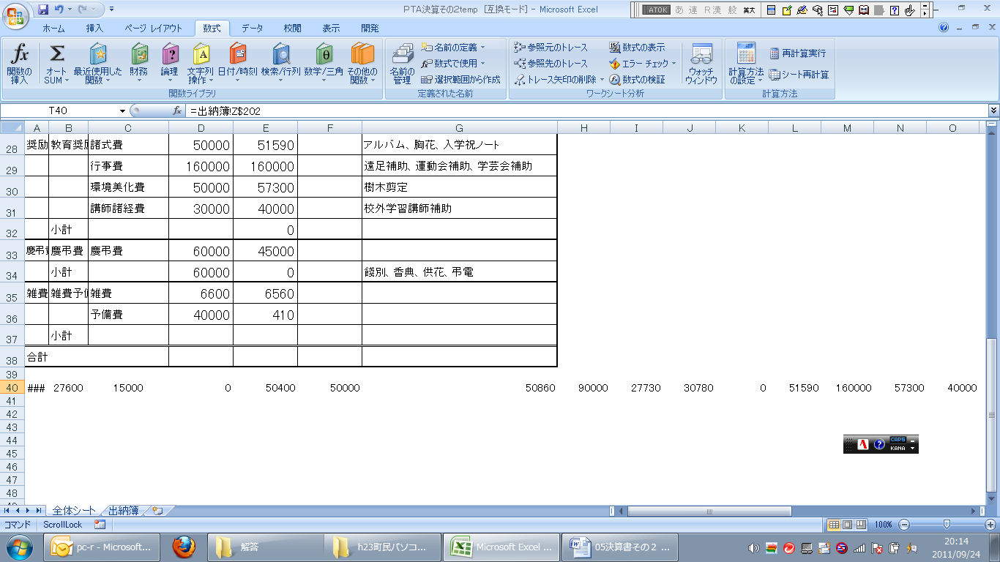 PTA決算その2temp [互換モード] - Microsoft Excel
ATOK あ 連 R漢 般 英大
ホーム 挿入 ページ レイアウト 数式 データ 校閲 表示 開発
関数の挿入 オート SUM 最近使用した関数 財務 論理 文字列操作 日付/時刻 検索/行列 数学/三角 その他の関数
名前の管理 名前の定義 数式で使用 選択範囲から作成
参照元のトレース 参照先のトレース トレース矢印の削除 数式の表示 エラー チェック 数式の検証 ウォッチ ウィンドウ
計算方法の設定 再計算実行 シート再計算
関数ライブラリ 定義された名前 ワークシート分析 計算方法
T40 fx =出納簿!Z$202
A B C D E F G H I J K L M N O
28 奨励 教育奨 諸式費 50000 51590 アルバム、胸花、入学祝ノート
29 行事費 160000 160000 遠足補助、運動会補助、学芸会補助
30 環境美化費 50000 57300 樹木剪定
31 講師諸経費 30000 40000 校外学習講師補助
32 小計 0
33 慶弔 慶弔費 慶弔費 60000 45000
34 小計 60000 0 餞別、香典、供花、弔電
35 雑費 雑費予備 雑費 6600 6560
36 予備費 40000 410
37 小計
38 合計
39
40 ### 27600 15000 0 50400 50000 50860 90000 27730 30780 0 51590 160000 57300 40000
41
42
43
44
45
46
47
48
CAPS
KANA
全体シート 出納簿
コマンド ScrollLock 100%
pc-r - Microsoft... 解答 h23町民パソコ... Microsoft Excel ... 05決算書その２ ...
20:14
2011/09/24